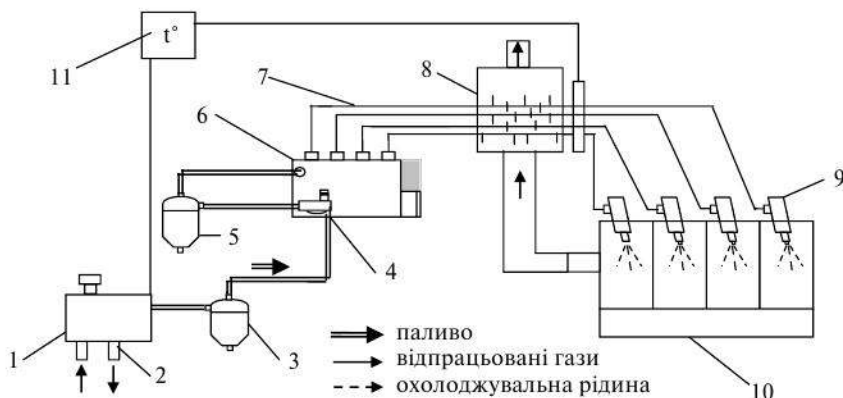 t°
11
7
8
6
9
5
4
1
2
3
10
паливо
відпрацьовані гази
охолоджувальна рідина